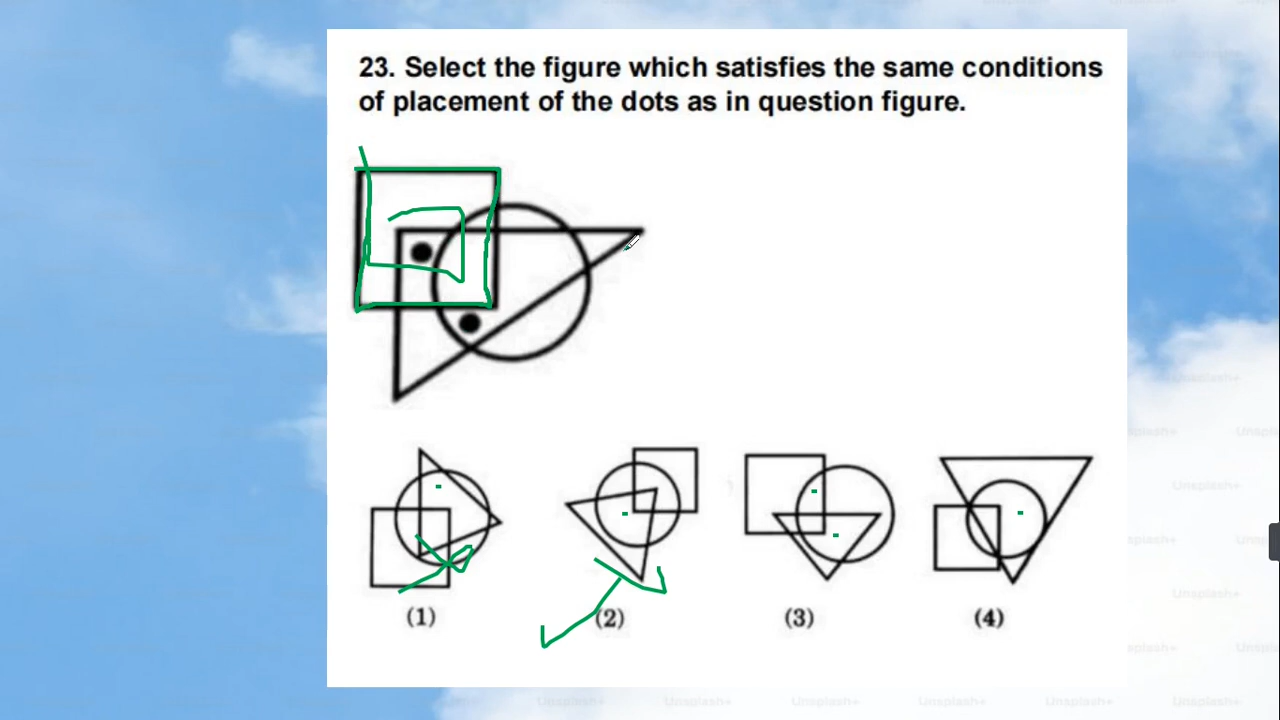 23. Select the figure which satisfies the same conditions
of placement of the dots as in question figure.
(1) (2) (3) (4)
Unsplash+